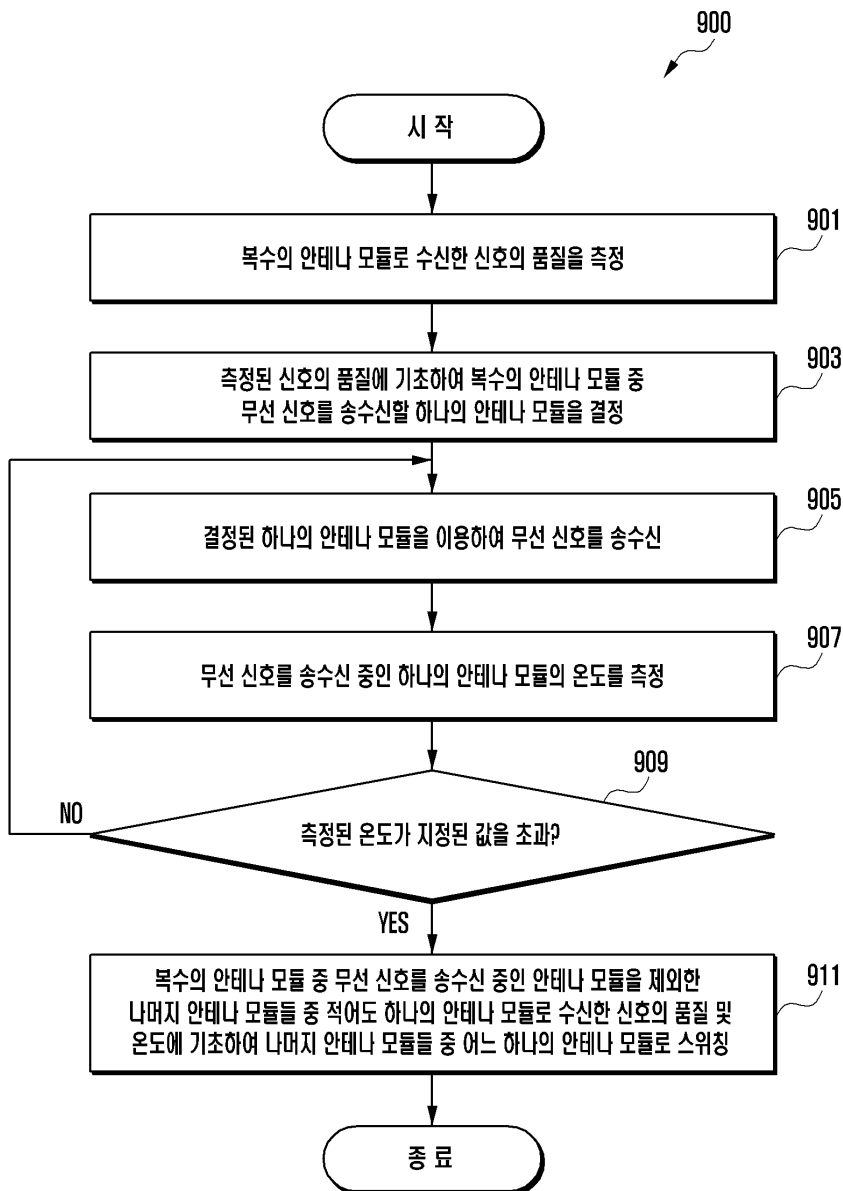 900
시 작
901
복수의 안테나 모듈로 수신한 신호의 품질을 측정
903
측정된 신호의 품질에 기초하여 복수의 안테나 모듈 중
무선 신호를 송수신할 하나의 안테나 모듈을 결정
905
결정된 하나의 안테나 모듈을 이용하여 무선 신호를 송수신
907
무선 신호를 송수신 중인 하나의 안테나 모듈의 온도를 측정
909
NO
측정된 온도가 지정된 값을 초과?
YES
911
복수의 안테나 모듈 중 무선 신호를 송수신 중인 안테나 모듈을 제외한
나머지 안테나 모듈들 중 적어도 하나의 안테나 모듈로 수신한 신호의 품질 및
온도에 기초하여 나머지 안테나 모듈들 중 어느 하나의 안테나 모듈로 스위칭
종 료